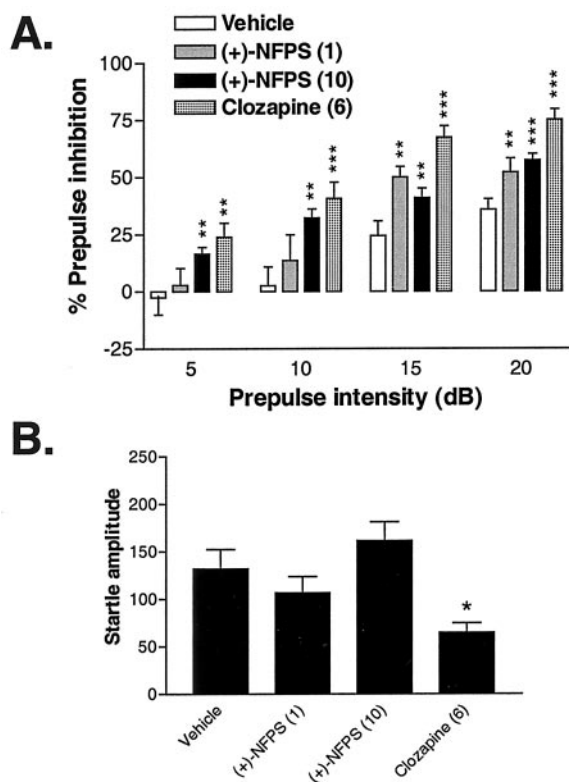 A.
Vehicle
(+)-NFPS (1)
(+)-NFPS (10)
Clozapine (6)
% Prepulse inhibition
100
75
50
25
0
-25
** **
** ***
** ** ***
** *** ***
5 10 15 20
Prepulse intensity (dB)
B.
Startle amplitude
250
200
150
100
50
0
*
Vehicle
(+)-NFPS (1)
(+)-NFPS (10)
Clozapine (6)